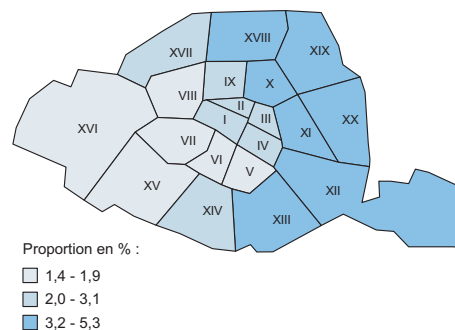 XVIII
XIX
XVII
IX
X
VIII
II
XVI
I
III
XX
XI
VII
IV
VI
V
XV
XII
XIV
XIII
Proportion en % :
1,4 - 1,9
2,0 - 3,1
3,2 - 5,3